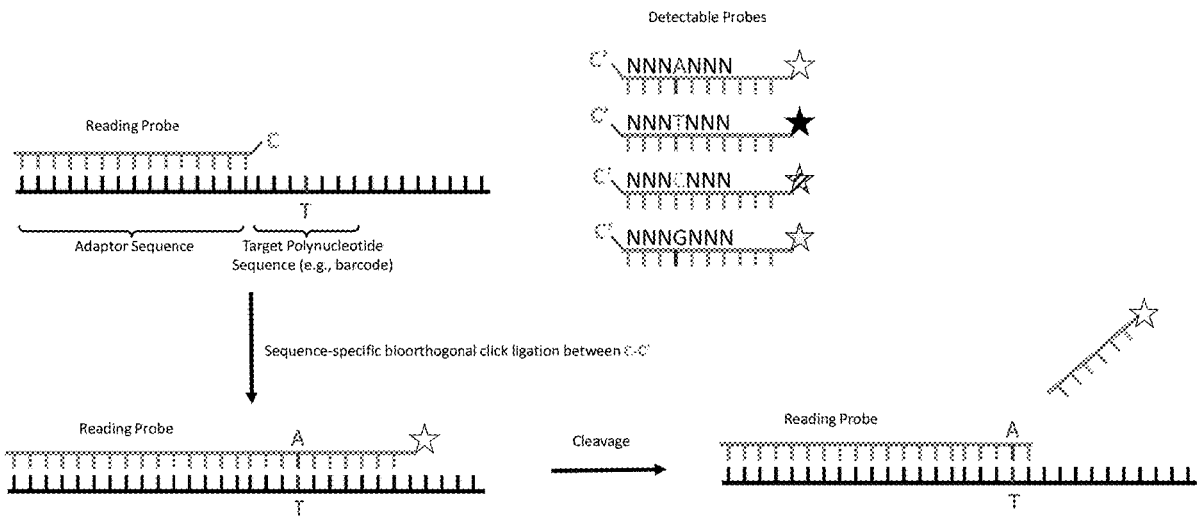 Detectable Probes
C' NNNANNN
C' NNNTNNN
C' NNNCNNN
C' NNNGNNN
Reading Probe
C
T
Adaptor Sequence
Target Polynucleotide
Sequence (e.g., barcode)
Sequence-specific bioorthogonal click ligation between C-C'
Reading Probe
A
T
Cleavage
Reading Probe
A
T